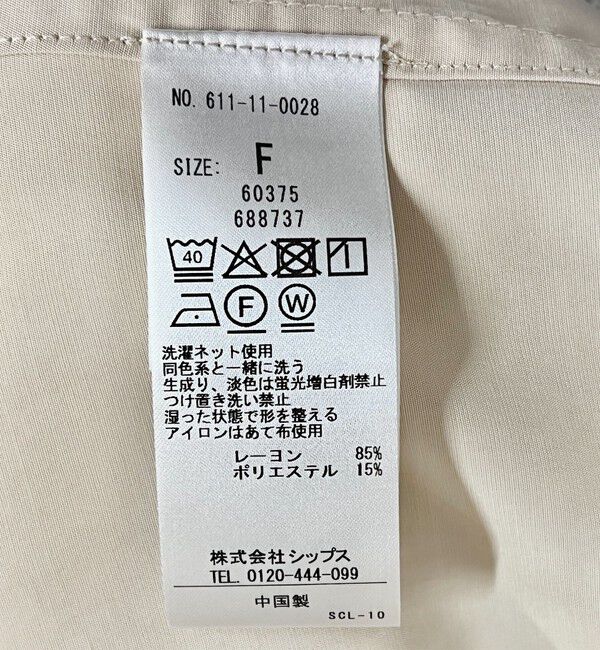 NO. 611-11-0028
SIZE: F
60375
688737
40
F W
洗濯ネット使用
同色系と一緒に洗う
生成り、淡色は蛍光増白剤禁止
つけ置き洗い禁止
湿った状態で形を整える
アイロンはあて布使用
レーヨン 85%
ポリエステル 15%
株式会社シップス
TEL. 0120-444-099
中国製
SCL-10